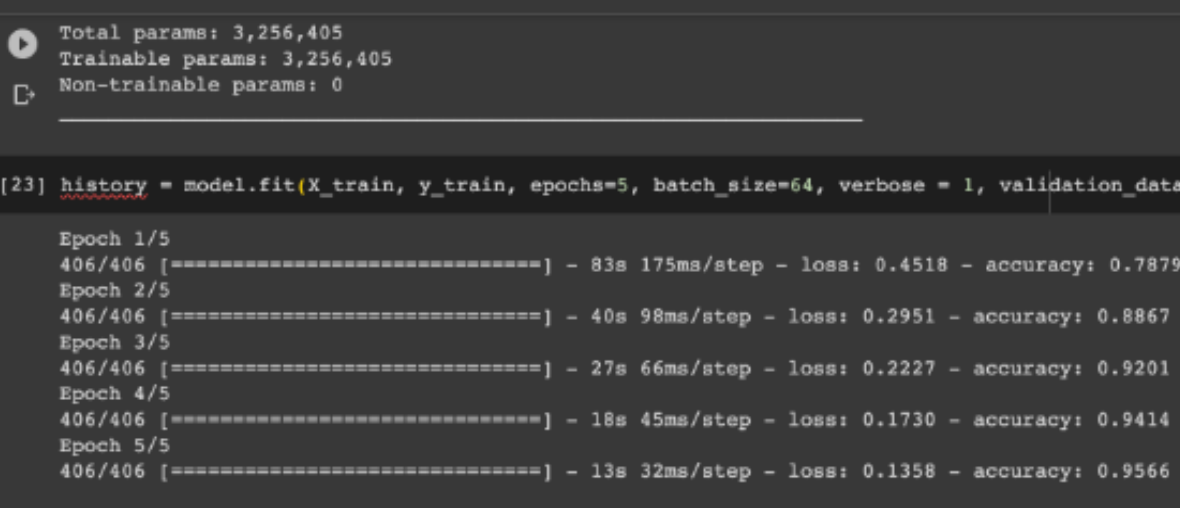 Total params: 3,256,405
Trainable params: 3,256,405
Non-trainable params: 0
[23] history = model.fit(X_train, y_train, epochs=5, batch_size=64, verbose = 1, validation_data
Epoch 1/5
406/406 [==============================] - 83s 175ms/step - loss: 0.4518 - accuracy: 0.7879
Epoch 2/5
406/406 [==============================] - 40s 98ms/step - loss: 0.2951 - accuracy: 0.8867
Epoch 3/5
406/406 [==============================] - 27s 66ms/step - loss: 0.2227 - accuracy: 0.9201
Epoch 4/5
406/406 [==============================] - 18s 45ms/step - loss: 0.1730 - accuracy: 0.9414
Epoch 5/5
406/406 [==============================] - 13s 32ms/step - loss: 0.1358 - accuracy: 0.9566